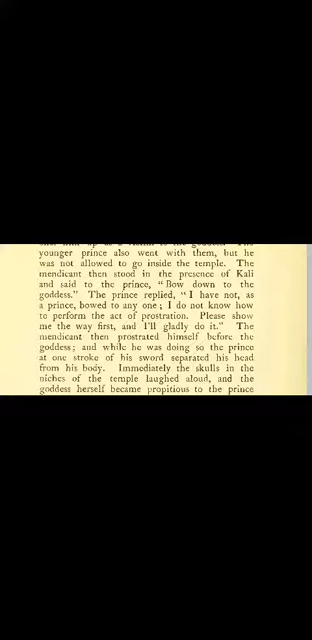 younger prince also went with them, but he
was not allowed to go inside the temple. The
mendicant then stood in the presence of Kali
and said to the prince, "Bow down to the
goddess." The prince replied, "I have not, as
a prince, bowed to any one; I do not know how
to perform the act of prostration. Please show
me the way first, and I'll gladly do it." The
mendicant then prostrated himself before the
goddess; and while he was doing so the prince
at one stroke of his sword separated his head
from his body. Immediately the skulls in the
niches of the temple laughed aloud, and the
goddess herself became propitious to the prince